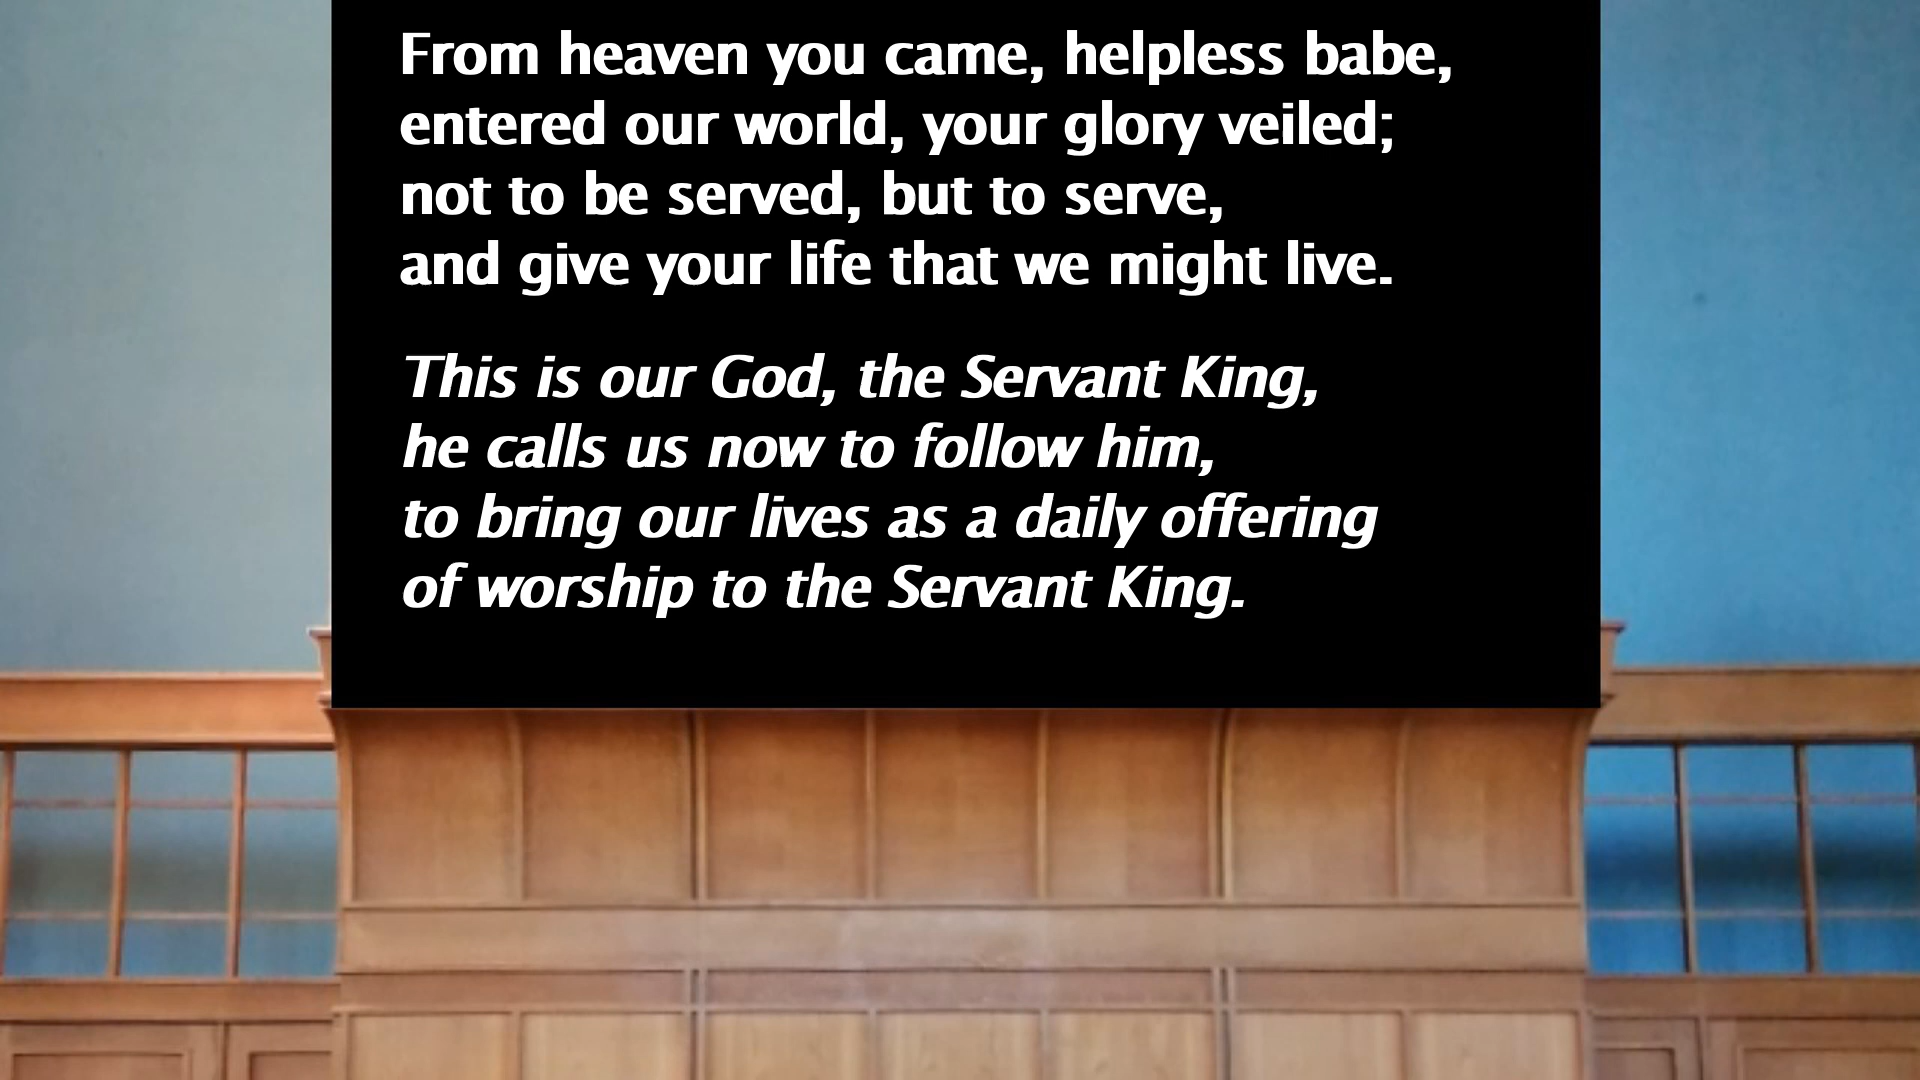 From heaven you came, helpless babe,
entered our world, your glory veiled;
not to be served, but to serve,
and give your life that we might live.
This is our God, the Servant King,
he calls us now to follow him,
to bring our lives as a daily offering
of worship to the Servant King.